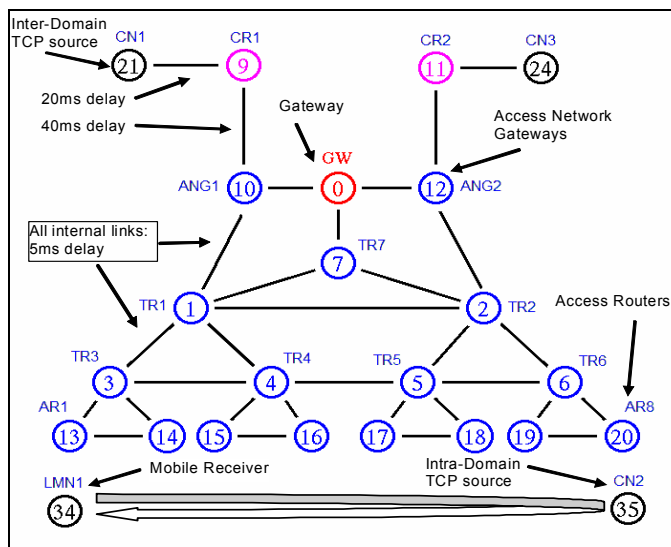 Inter-Domain
TCP source
CN1
CR1
CR2
CN3
21
9
11
24
20ms delay
40ms delay
Gateway
Access Network
Gateways
GW
ANG1
10
0
12
ANG2
All internal links:
5ms delay
TR7
7
TR1
1
2
TR2
Access Routers
TR3
TR4
TR5
TR6
3
4
5
6
AR1
AR8
13
14
15
16
17
18
19
20
LMN1
Mobile Receiver
Intra-Domain
TCP source
CN2
34
35